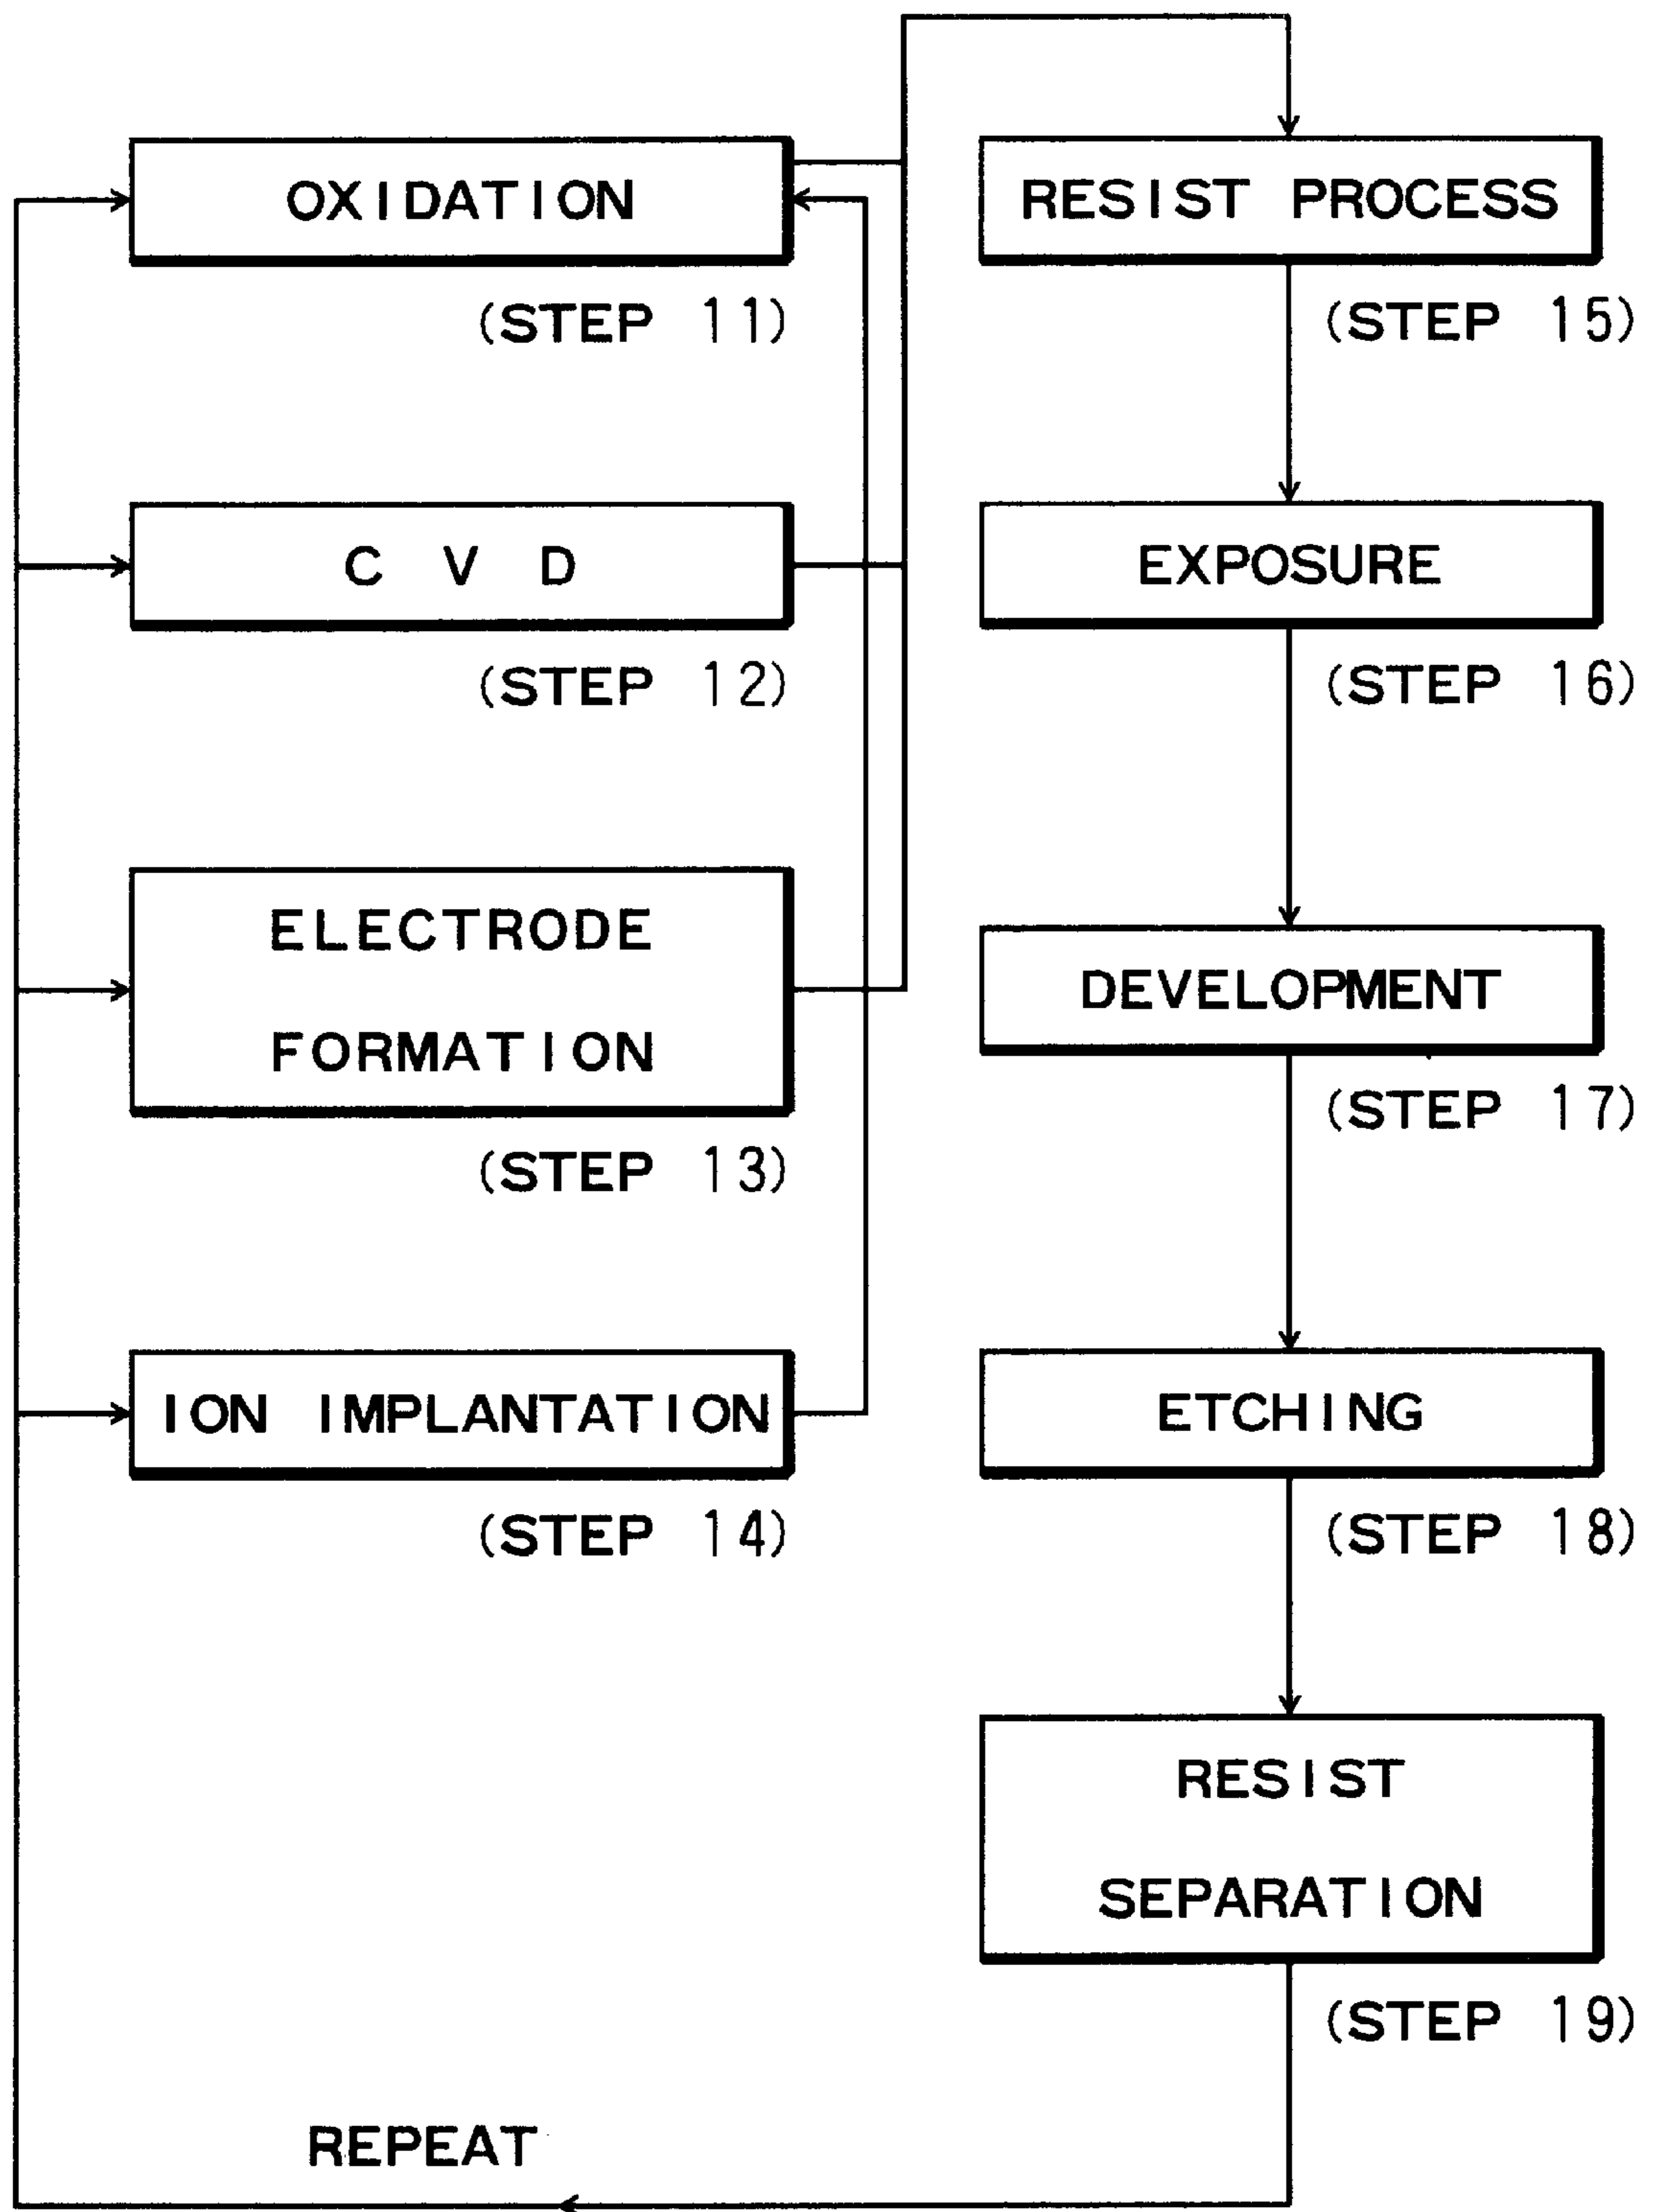 OXIDATION
(STEP 11)
C V D
(STEP 12)
ELECTRODE
FORMATION
(STEP 13)
ION IMPLANTATION
(STEP 14)
RESIST PROCESS
(STEP 15)
EXPOSURE
(STEP 16)
DEVELOPMENT
(STEP 17)
ETCHING
(STEP 18)
RESIST
SEPARATION
(STEP 19)
REPEAT